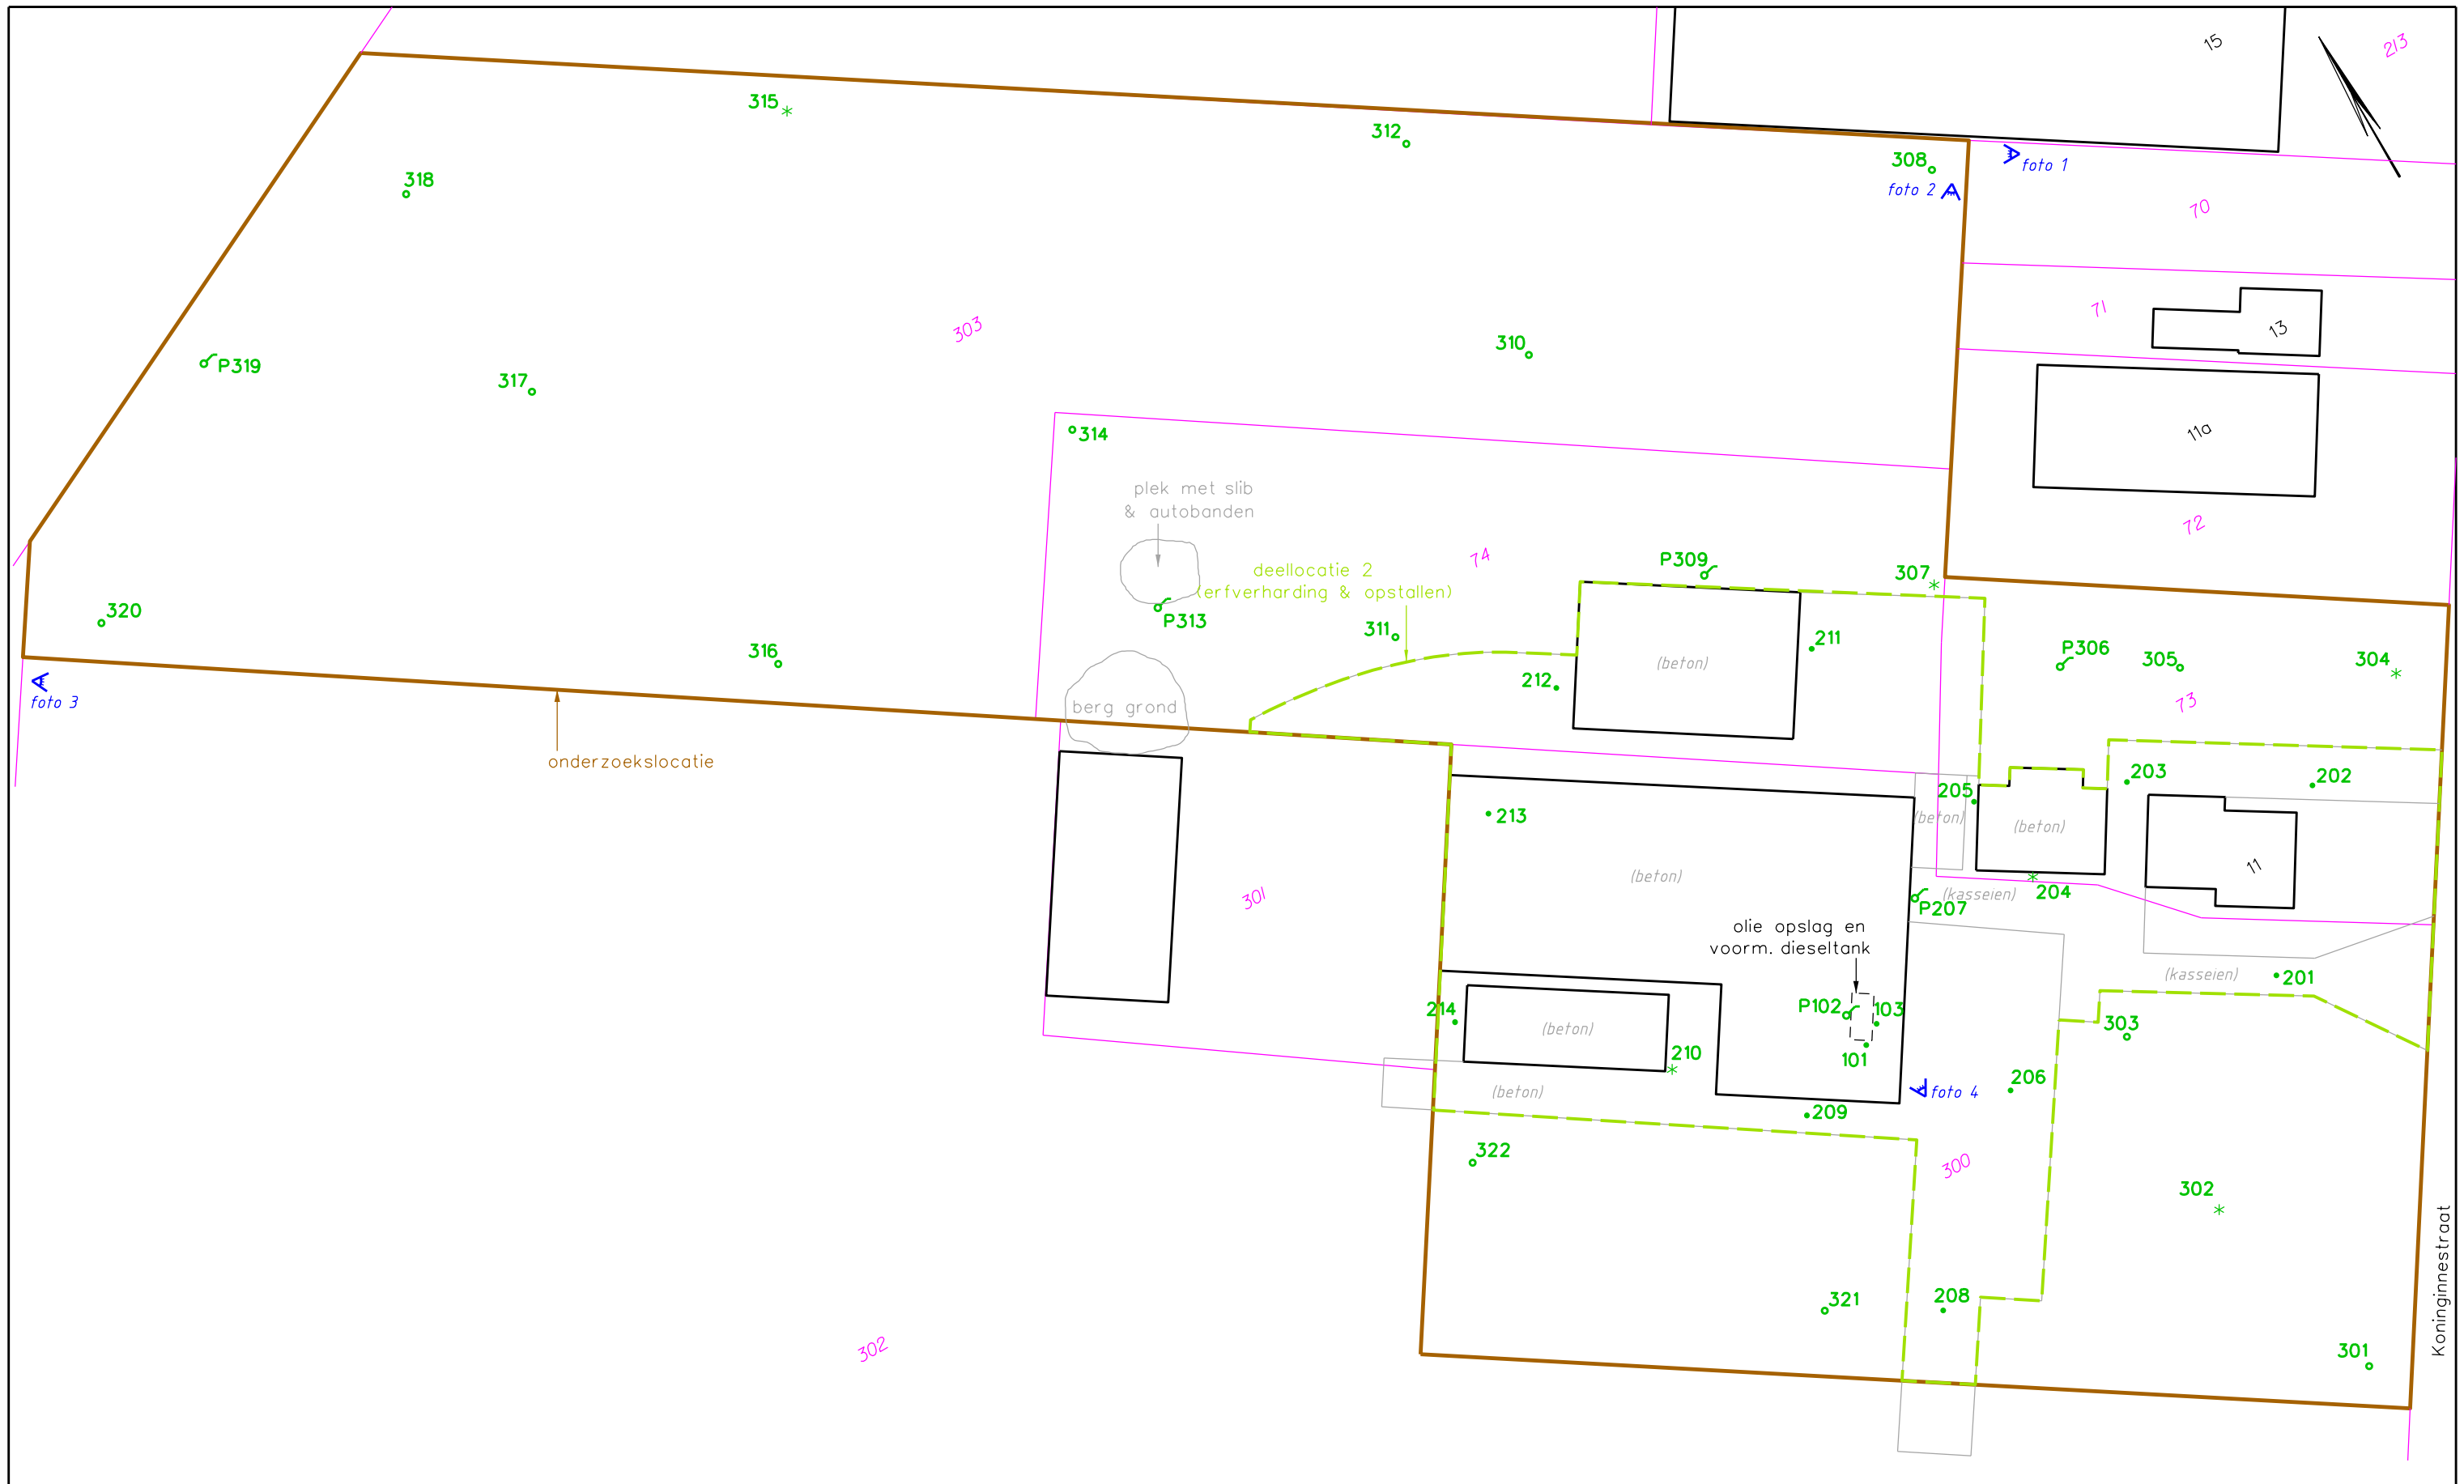 15
213
315
312
308
foto 1
foto 2
318
70
303
71
13
310
P319
317
314
11a
plek met slib
& autobanden
72
74
deellocatie 2
(erfverharding & opstallen)
P309
307
320
P313
311
211
P306
305
304
316
(beton)
212
foto 3
berg grond
73
onderzoekslocatie
203
202
205
213
(beton)
(beton)
(beton)
11
301
(kasseien)
204
P207
olie opslag en
voorm. dieseltank
(kasseien)
201
214
P102
103
(beton)
303
210
101
206
(beton)
foto 4
209
322
300
302
208
321
302
301
Koninginnestraat